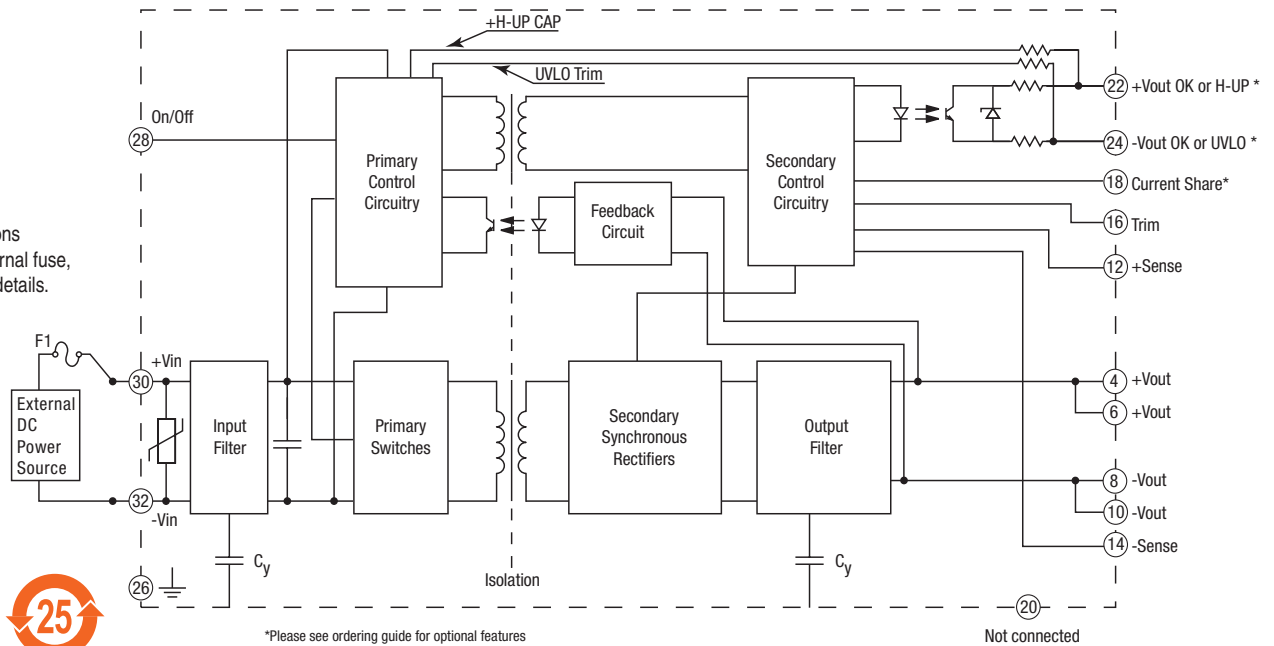 +H-UP CAP
UVLO Trim
22 +Vout OK or H-UP *
On/Off
28
24 -Vout OK or UVLO *
Primary
Control
Circuitry
Secondary
Control
Circuitry
18 Current Share*
Feedback
Circuit
16 Trim
12 +Sense
ons
rnal fuse,
details.
F1
+Vin
30
4 +Vout
6 +Vout
External
DC
Power
Source
Input
Filter
Primary
Switches
Secondary
Synchronous
Rectifiers
Output
Filter
8 -Vout
32
-Vin
10 -Vout
14 -Sense
Cy
Cy
Isolation
26
25
20
*Please see ordering guide for optional features
Not connected